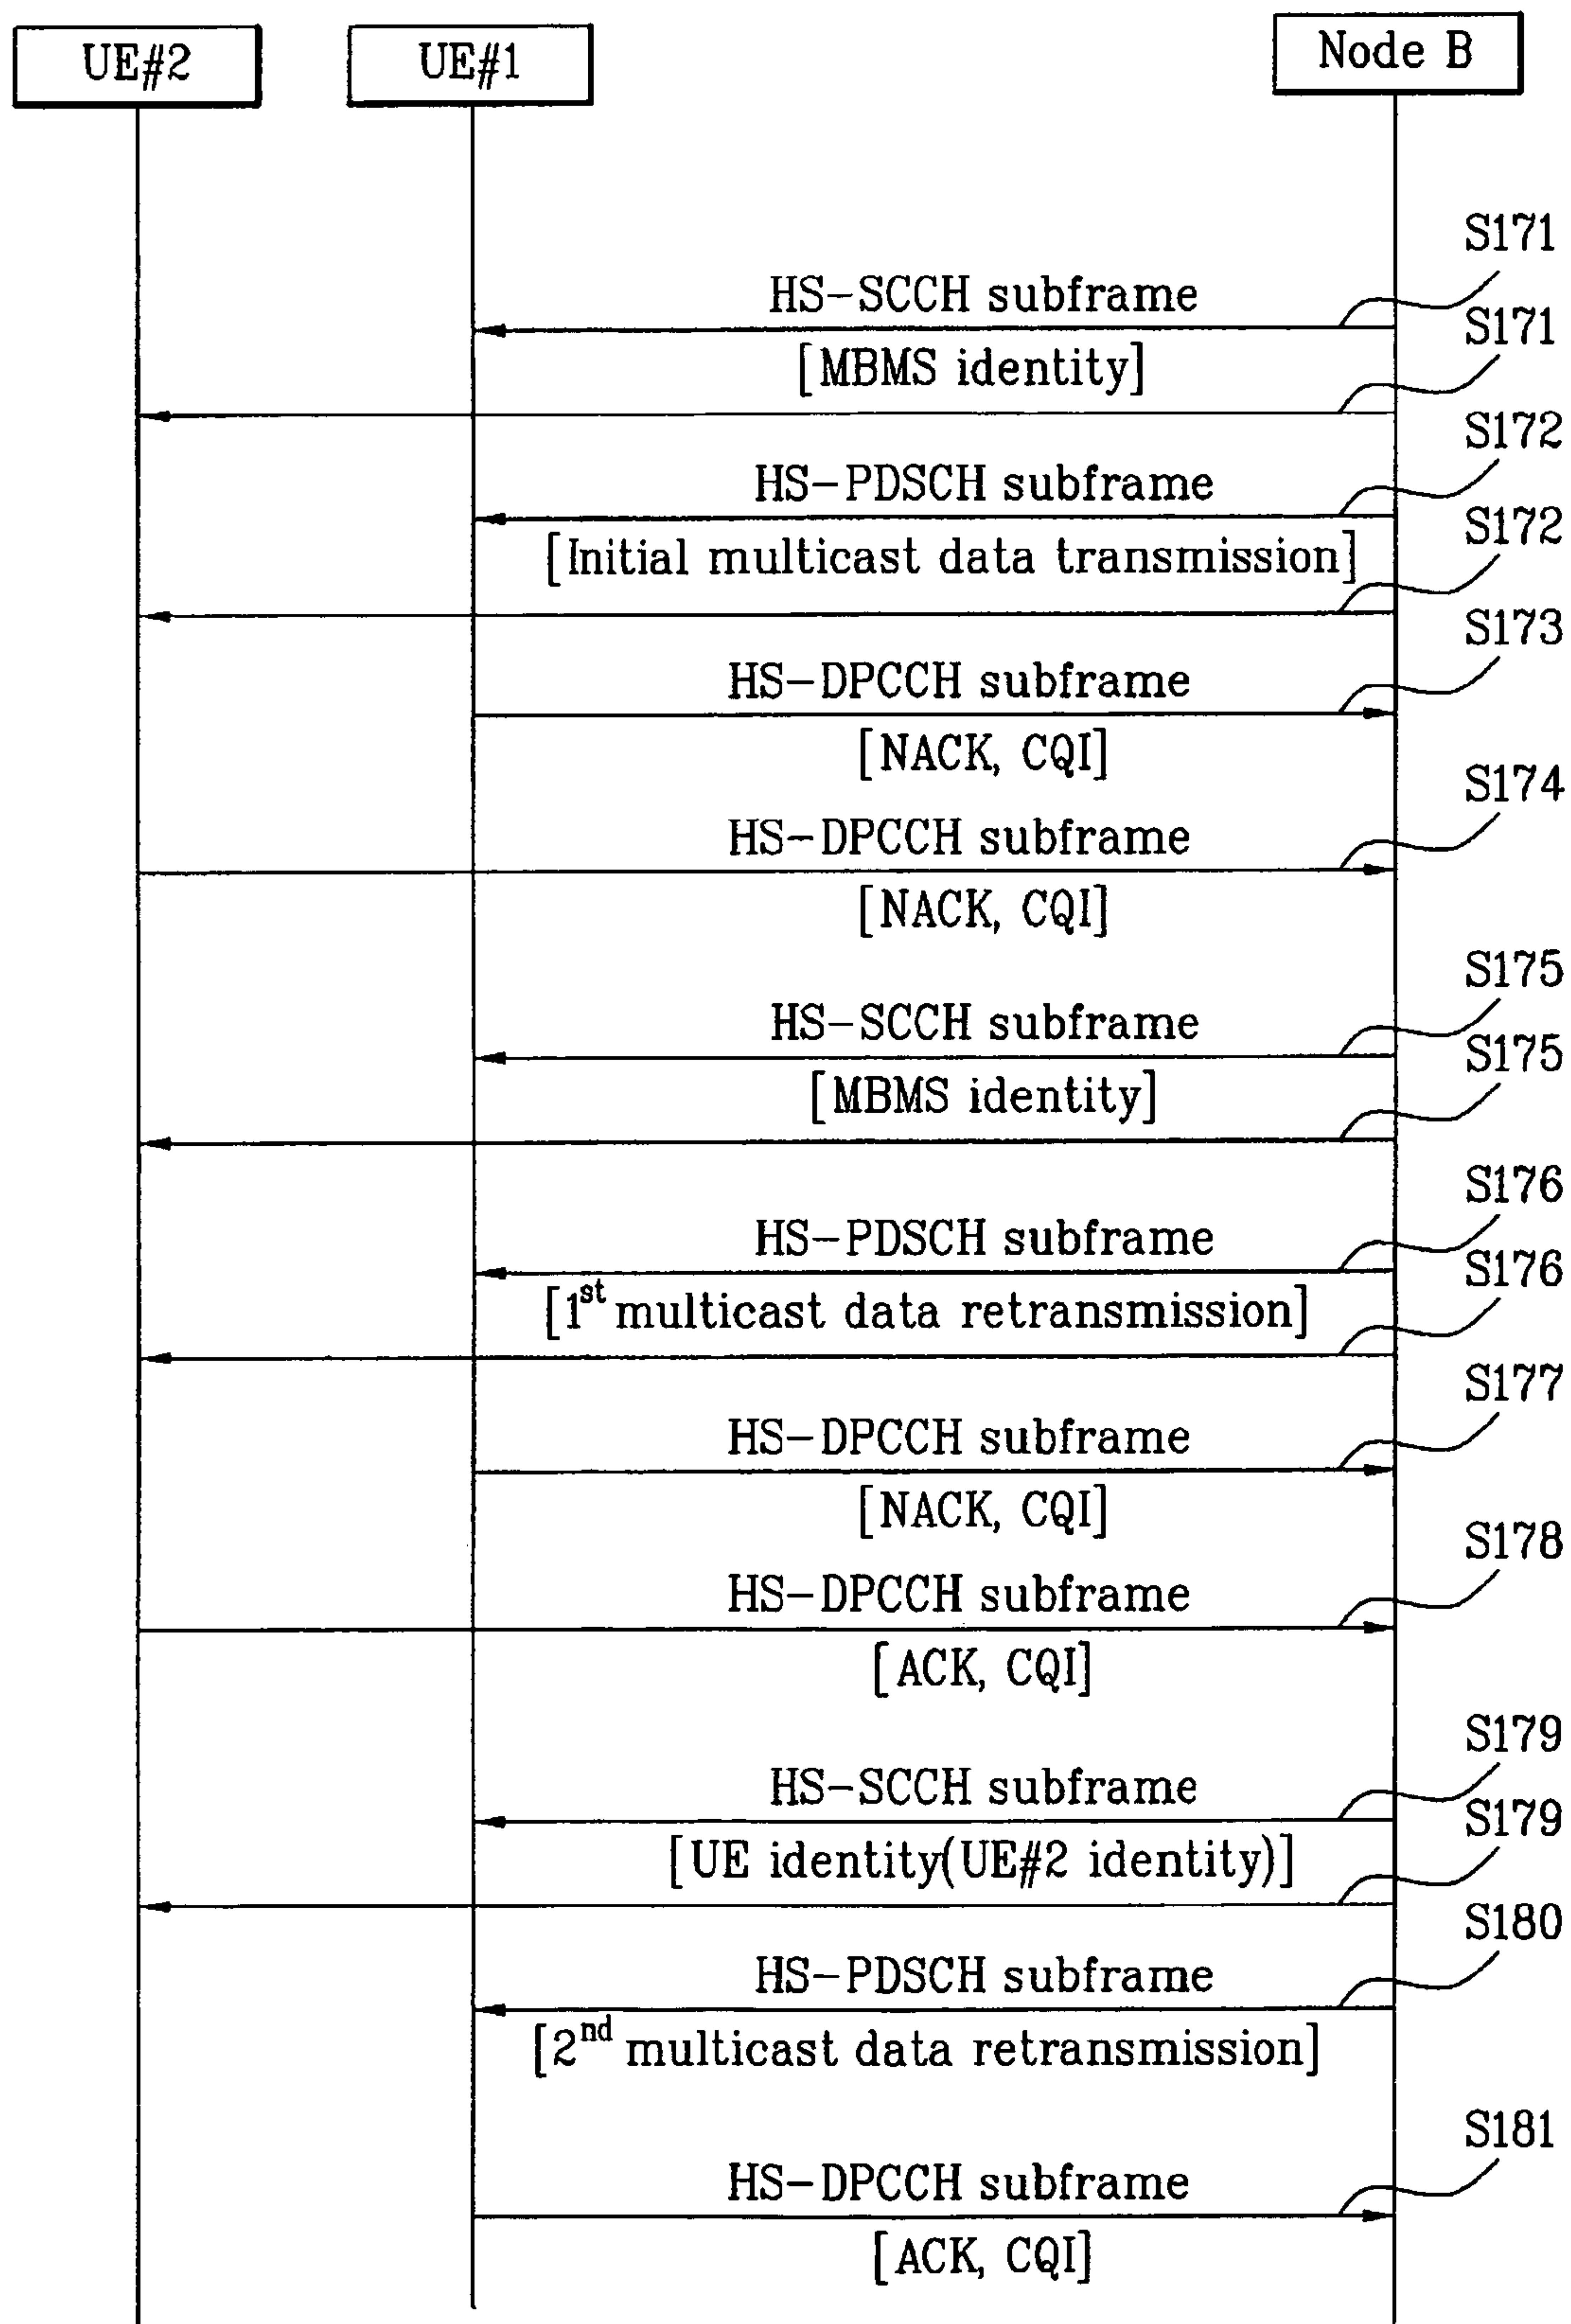 UE#2
UE#1
Node B
S171
HS-SCCH subframe
S171
[MBMS identity]
S172
HS-PDSCH subframe
S172
[Initial multicast data transmission]
S173
HS-DPCCH subframe
[NACK, CQI]
S174
HS-DPCCH subframe
[NACK, CQI]
S175
HS-SCCH subframe
S175
[MBMS identity]
S176
HS-PDSCH subframe
S176
[1st multicast data retransmission]
S177
HS-DPCCH subframe
[NACK, CQI]
S178
HS-DPCCH subframe
[ACK, CQI]
S179
HS-SCCH subframe
S179
[UE identity(UE#2 identity)]
S180
HS-PDSCH subframe
[2nd multicast data retransmission]
S181
HS-DPCCH subframe
[ACK, CQI]